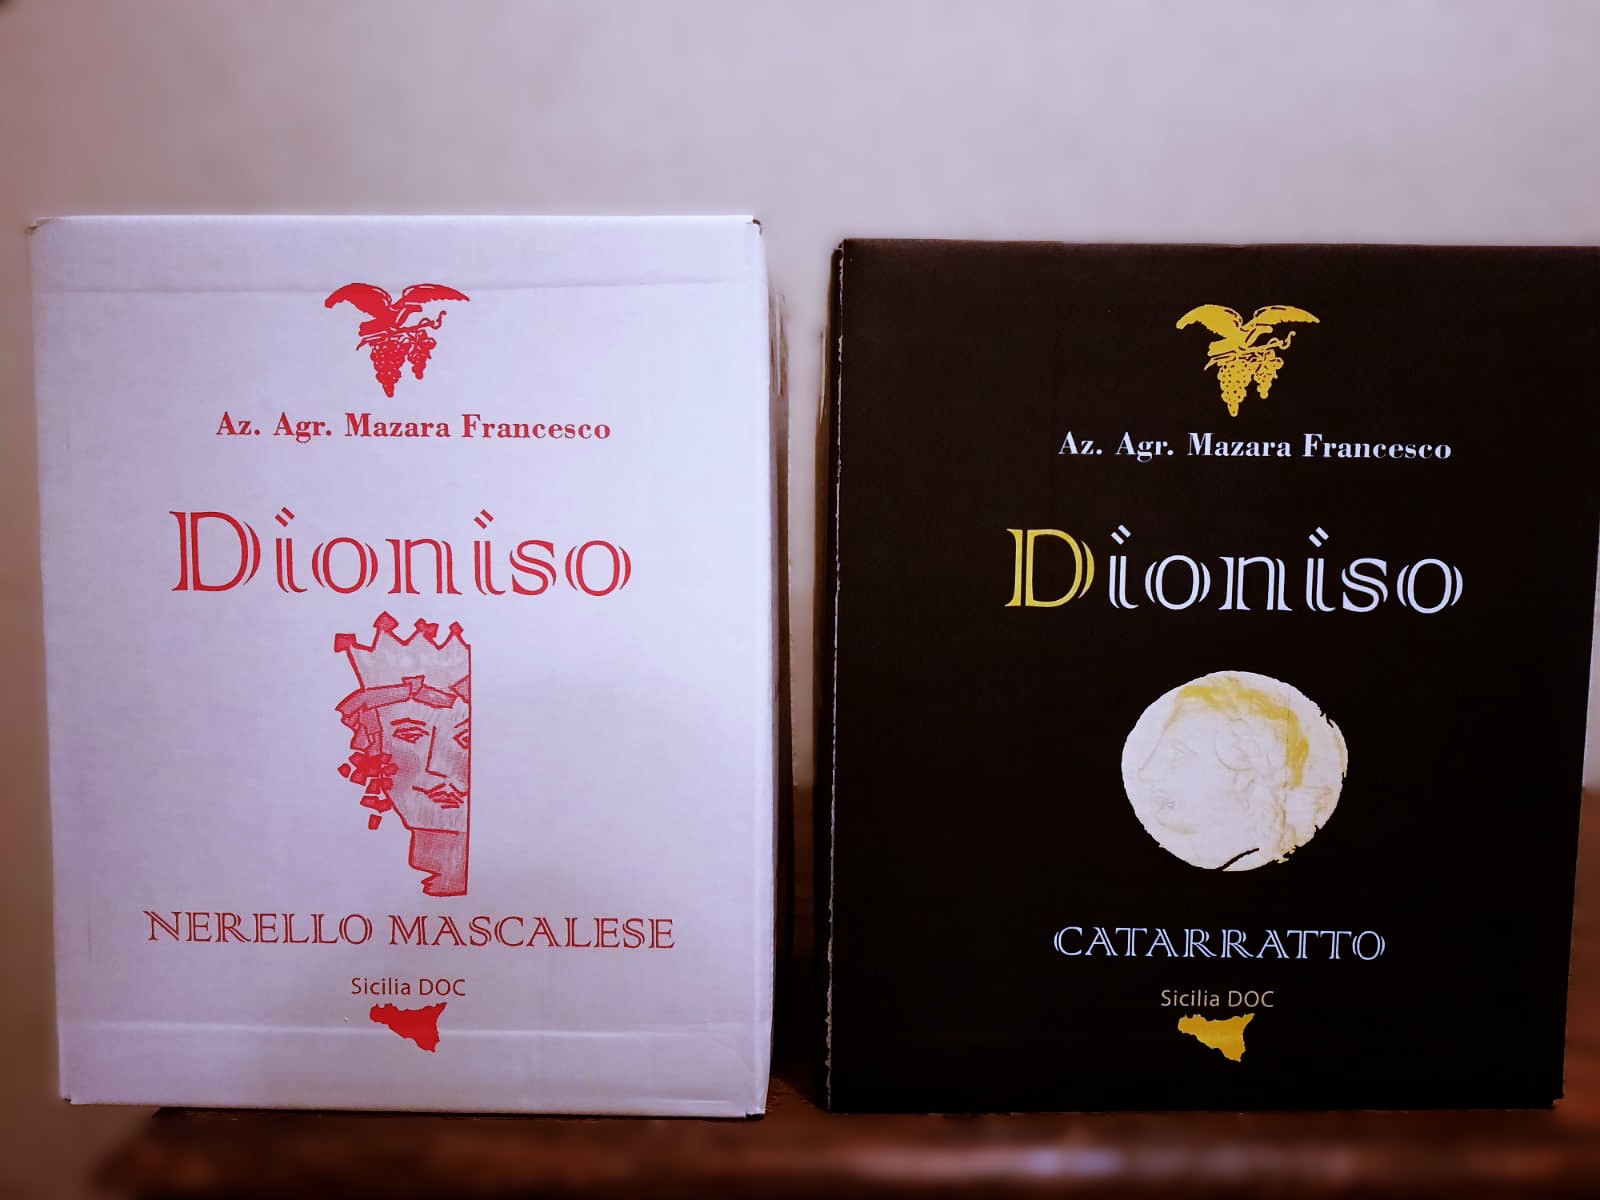 Az. Agr. Mazara Francesco
Dioniso
NERELLO MASCALESE
Sicilia DOC
Az. Agr. Mazara Francesco
Dioniso
CATARRATTO
Sicilia DOC